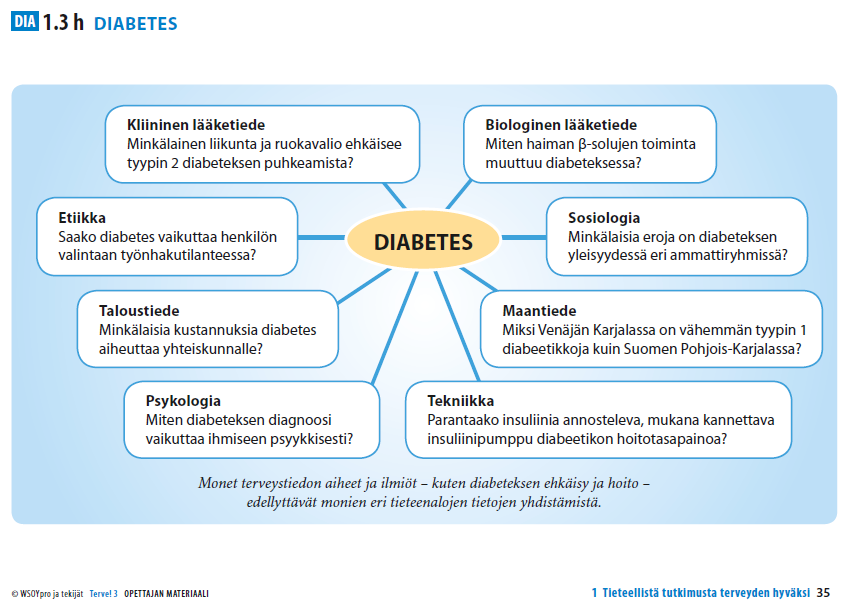 DIA 1.3 h DIABETES
Kliininen lääketiede
Minkälainen liikunta ja ruokavalio ehkäisee
tyypin 2 diabeteksen puhkeamista?
Biologinen lääketiede
Miten haiman β-solujen toiminta
muuttuu diabeteksessa?
Etiikka
Saako diabetes vaikuttaa henkilön
valintaan työnhakutilanteessa?
DIABETES
Sosiologia
Minkälaisia eroja on diabeteksen
yleisyydessä eri ammattiryhmissä?
Taloustiede
Minkälaisia kustannuksia diabetes
aiheuttaa yhteiskunnalle?
Maantiede
Miksi Venäjän Karjalassa on vähemmän tyypin 1
diabeetikkoja kuin Suomen Pohjois-Karjalassa?
Psykologia
Miten diabeteksen diagnoosi
vaikuttaa ihmiseen psyykkisesti?
Tekniikka
Parantaako insuliinia annosteleva, mukana kannettava
insuliinipumppu diabeetikon hoitotasapainoa?
Monet terveystiedon aiheet ja ilmiöt – kuten diabeteksen ehkäisy ja hoito –
edellyttävät monien eri tieteenalojen tietojen yhdistämistä.
© WSOYpro ja tekijät Terve! 3 OPETTAJAN MATERIAALI
1 Tieteellistä tutkimusta terveyden hyväksi 35